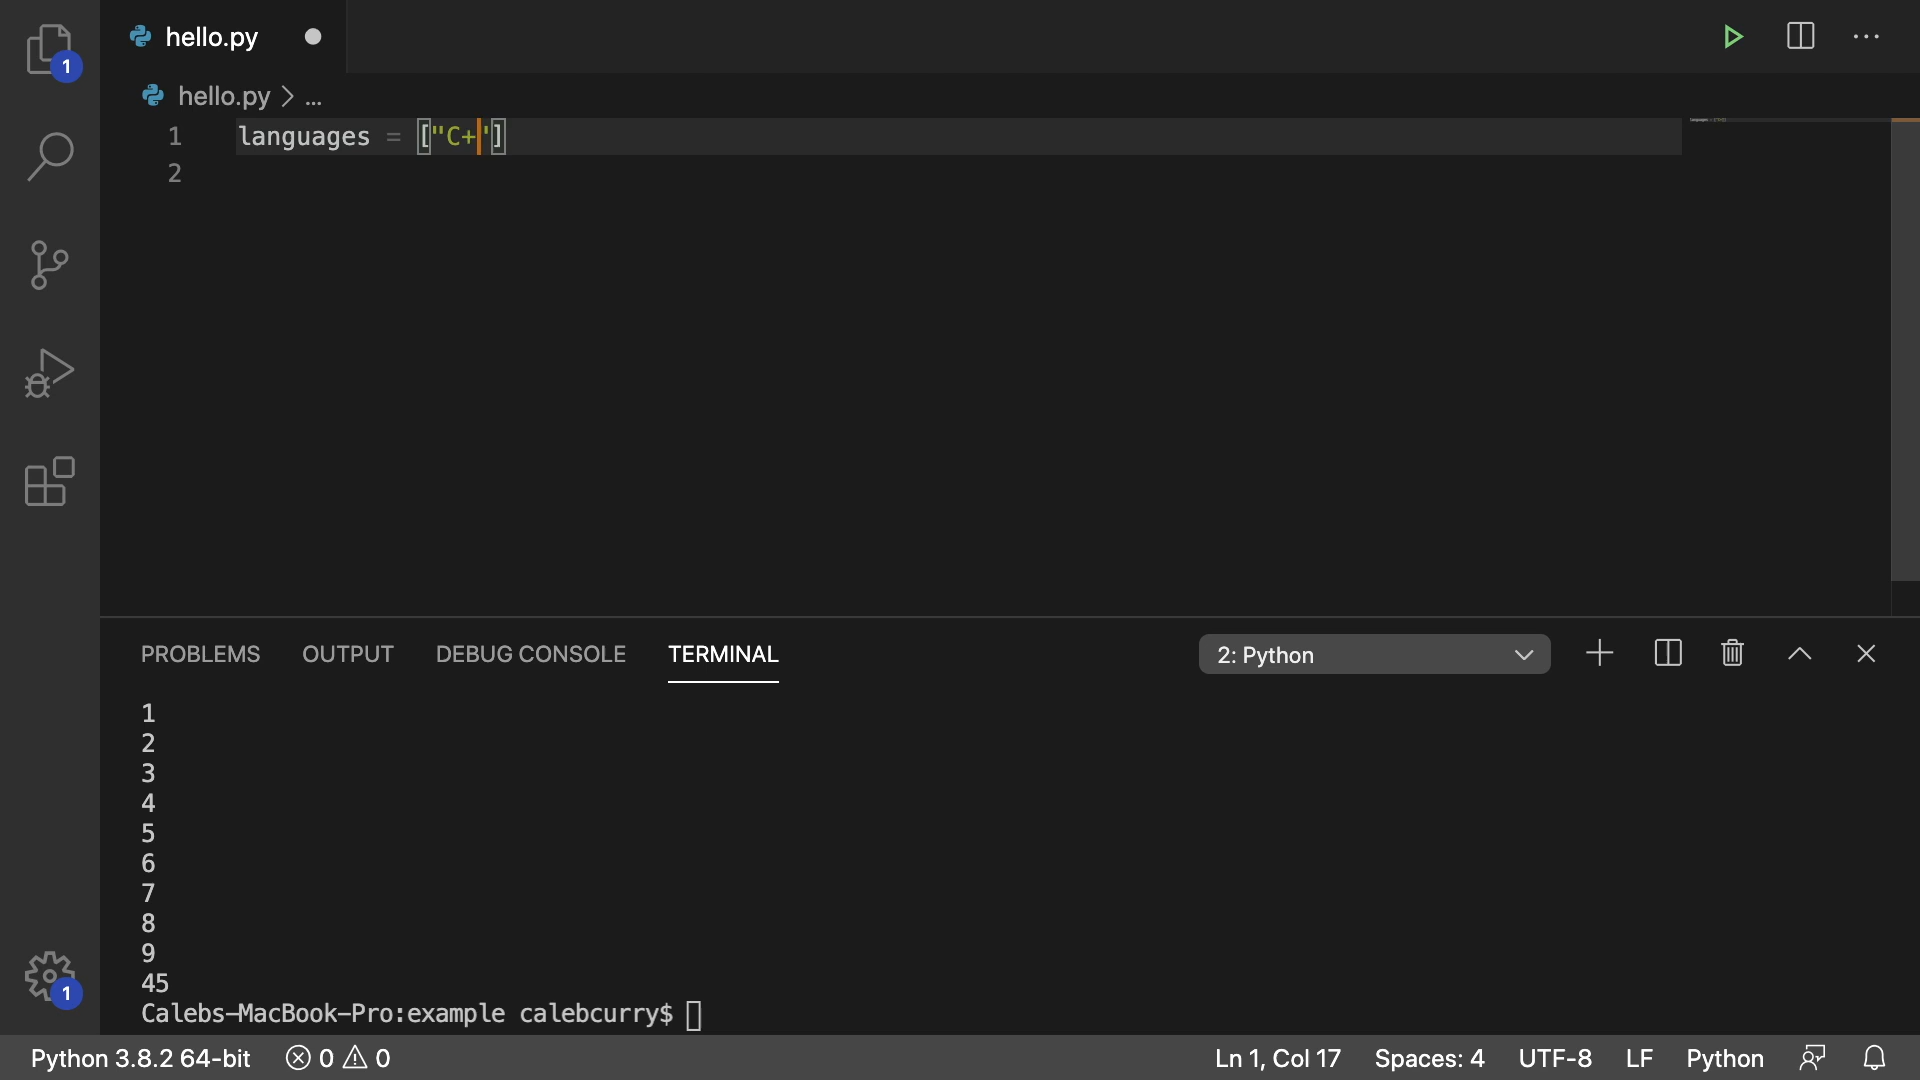 1
hello.py
hello.py > ...
1 languages = ["C+"]
2
PROBLEMS OUTPUT DEBUG CONSOLE TERMINAL 2: Python
1
2
3
4
5
6
7
8
9
45
Calebs-MacBook-Pro:example calebcurry$
1
Python 3.8.2 64-bit 0 0 Ln 1, Col 17 Spaces: 4 UTF-8 LF Python